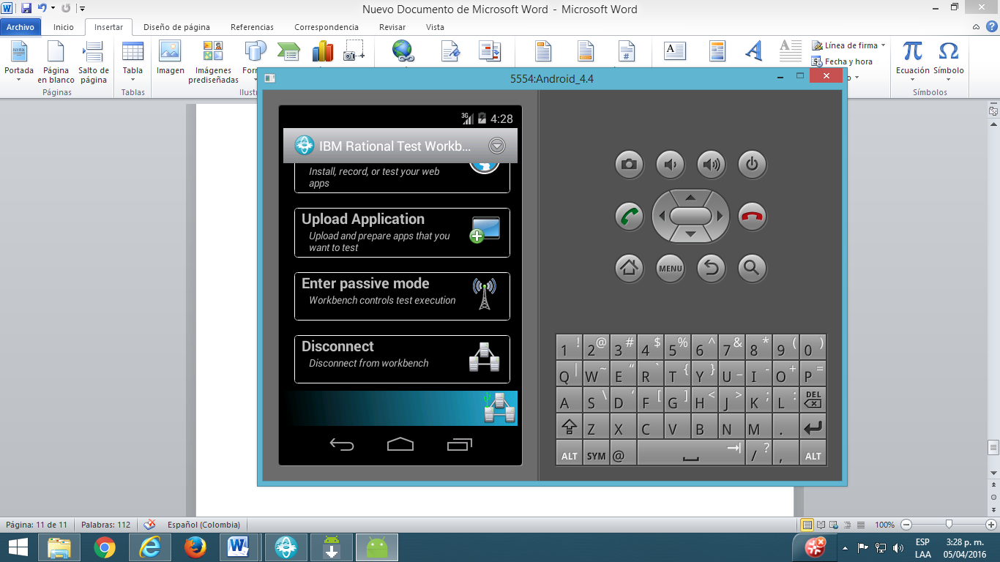 Nuevo Documento de Microsoft Word - Microsoft Word
Archivo Inicio Insertar Diseño de página Referencias Correspondencia Revisar Vista
Portada
Página en blanco
Salto de página
Páginas
Tabla
Tablas
Imagen
Imágenes prediseñadas
Línea de firma
Fecha y hora
Ecuación
Símbolo
Símbolos
5554:Android_4.4
3G 4:28
IBM Rational Test Workb...
Install, record, or test your web
apps
Upload Application
Upload and prepare apps that you
want to test
Enter passive mode
Workbench controls test execution
Disconnect
Disconnect from workbench
MENU
1 ! 2 @ 3 # 4 $ 5 % 6 ^ 7 & 8 * 9 ( 0 )
Q | W ~ E “ R ` T { Y } U _ I - O + P =
A S \ D ‘ F [ G ] H < J > K ; L : DEL
Z X C V B N M .
ALT SYM @ / ? , ALT
Página: 11 de 11 Palabras: 112 Español (Colombia) 100%
ESP 3:28 p. m.
LAA 05/04/2016